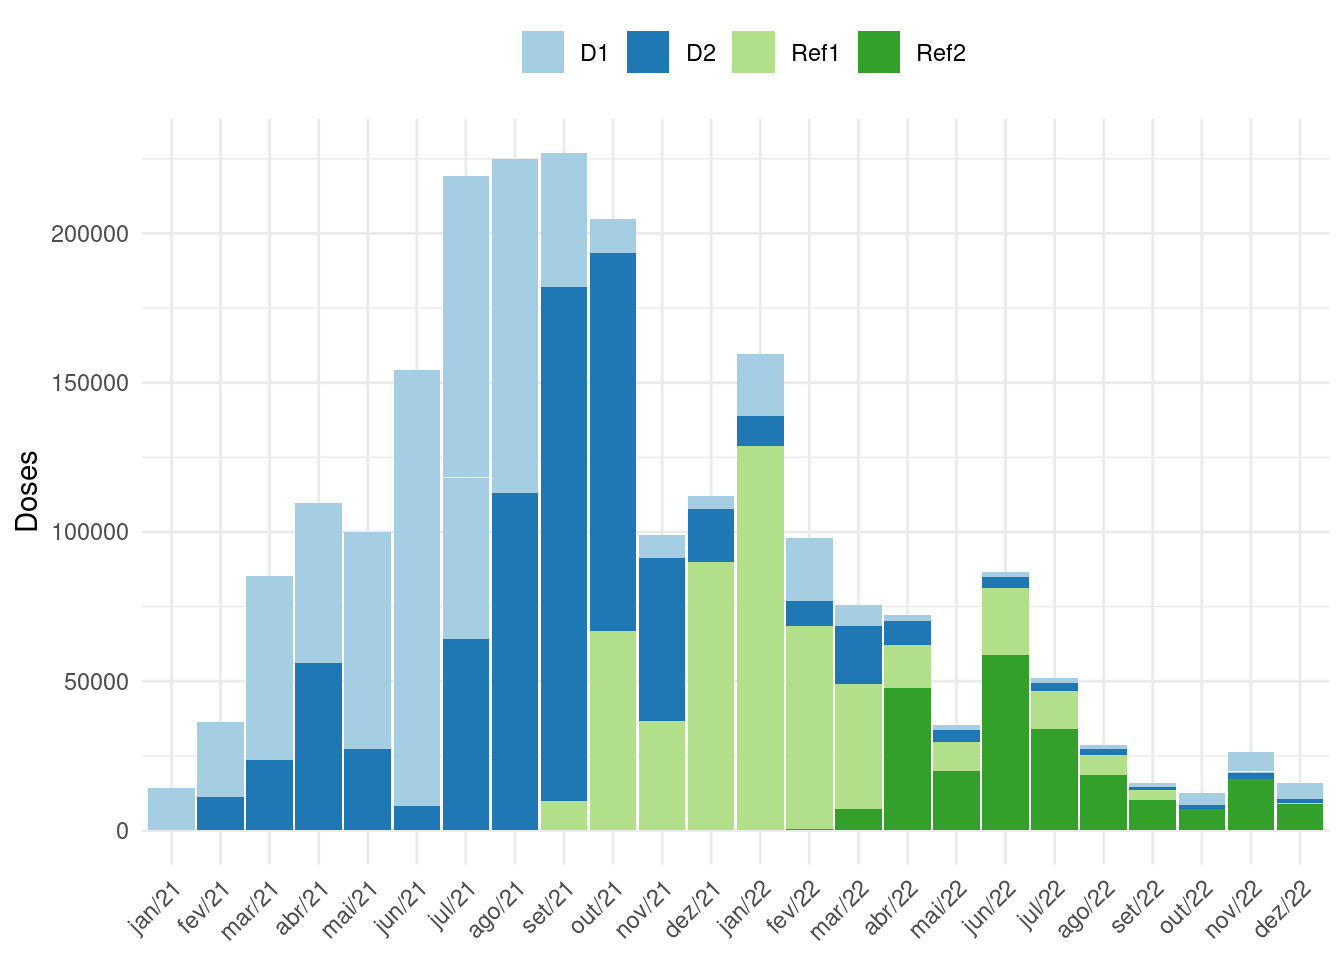 D1 D2 Ref1 Ref2
Doses
200000
150000
100000
50000
0
jan/21 fev/21 mar/21 abr/21 mai/21 jun/21 jul/21 ago/21 set/21 out/21 nov/21 dez/21 jan/22 fev/22 mar/22 abr/22 mai/22 jun/22 jul/22 ago/22 set/22 out/22 nov/22 dez/22